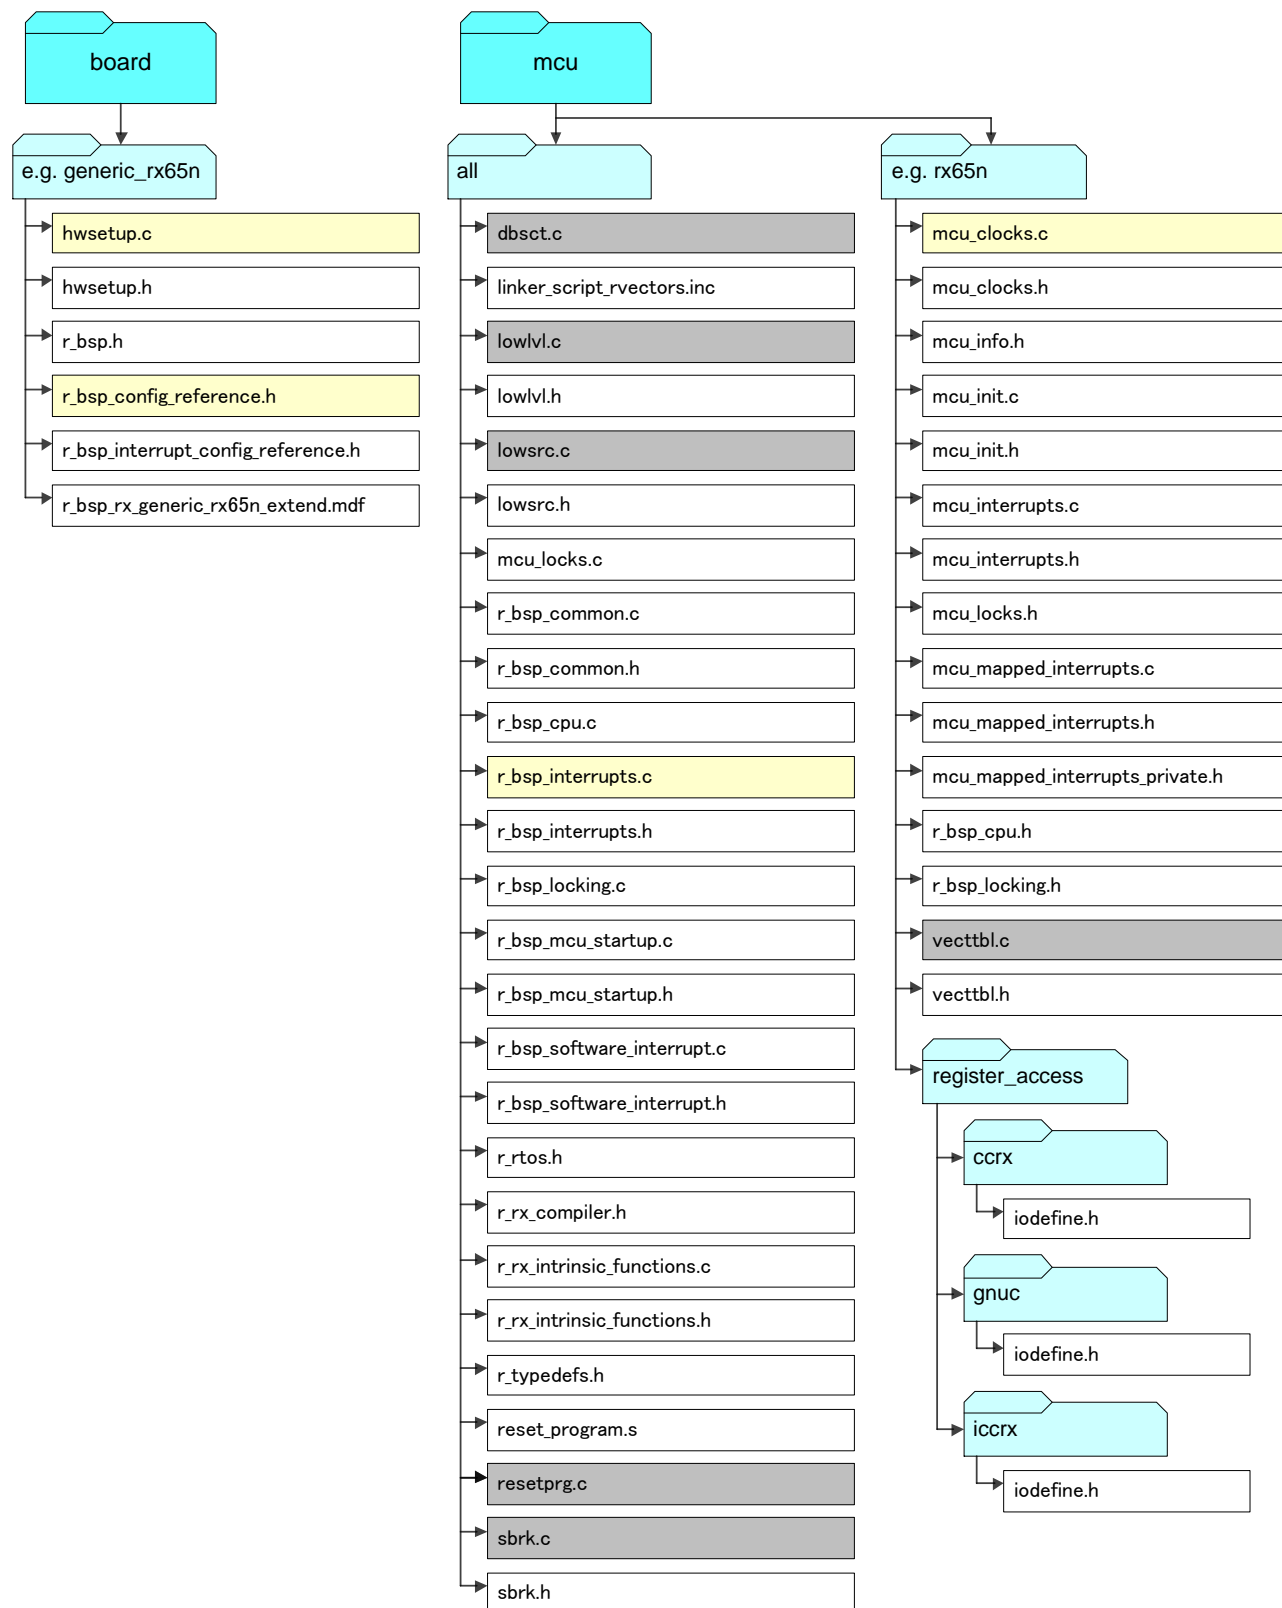 board
e.g. generic_rx65n
hwsetup.c
hwsetup.h
r_bsp.h
r_bsp_config_reference.h
r_bsp_interrupt_config_reference.h
r_bsp_rx_generic_rx65n_extend.mdf
mcu
all
dbsct.c
linker_script_rvectors.inc
lowlvl.c
lowlvl.h
lowsrc.c
lowsrc.h
mcu_locks.c
r_bsp_common.c
r_bsp_common.h
r_bsp_cpu.c
r_bsp_interrupts.c
r_bsp_interrupts.h
r_bsp_locking.c
r_bsp_mcu_startup.c
r_bsp_mcu_startup.h
r_bsp_software_interrupt.c
r_bsp_software_interrupt.h
r_rtos.h
r_rx_compiler.h
r_rx_intrinsic_functions.c
r_rx_intrinsic_functions.h
r_typedefs.h
reset_program.s
resetprg.c
sbrk.c
sbrk.h
e.g. rx65n
mcu_clocks.c
mcu_clocks.h
mcu_info.h
mcu_init.c
mcu_init.h
mcu_interrupts.c
mcu_interrupts.h
mcu_locks.h
mcu_mapped_interrupts.c
mcu_mapped_interrupts.h
mcu_mapped_interrupts_private.h
r_bsp_cpu.h
r_bsp_locking.h
vecttbl.c
vecttbl.h
register_access
ccrx
iodefine.h
gnuc
iodefine.h
iccrx
iodefine.h